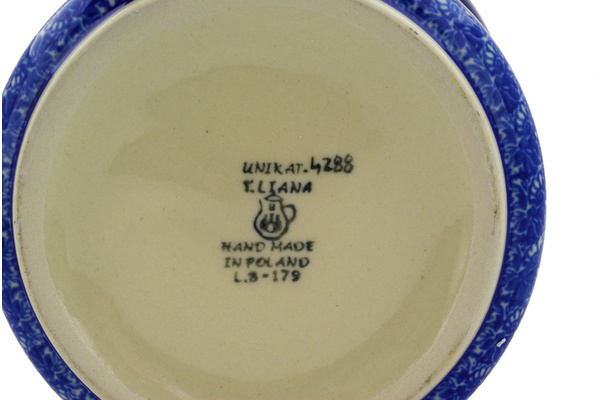 UNIKAT.4288
T.LIANA
HAND MADE
IN POLAND
L.B-179